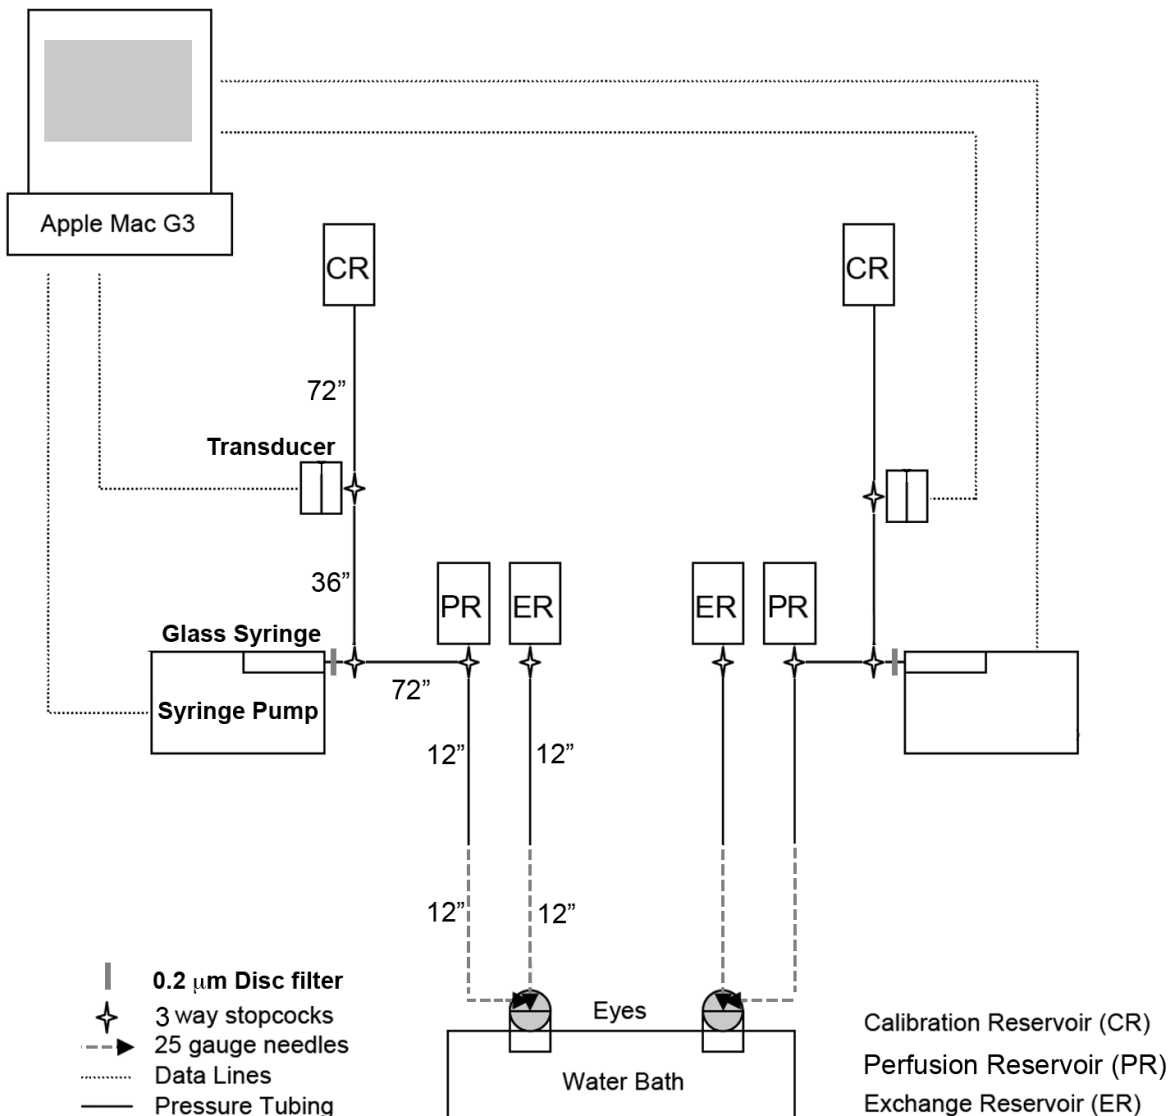 Apple Mac G3
CR
CR
72”
Transducer
36”
PR
ER
ER
PR
Glass Syringe
72”
Syringe Pump
12”
12”
12”
12”
Eyes
Water Bath
0.2 μm Disc filter
3 way stopcocks
25 gauge needles
Data Lines
Pressure Tubing
Calibration Reservoir (CR)
Perfusion Reservoir (PR)
Exchange Reservoir (ER)